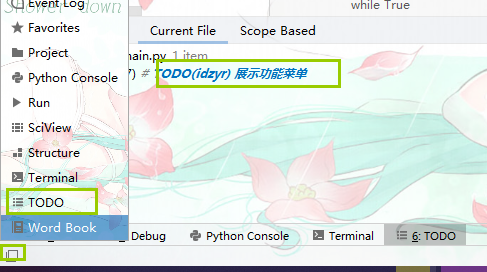 Shower down
Event Log
Favorites
Project
Python Console
Run
SciView
Structure
Terminal
TODO
Word Book
while True
Current File Scope Based
ain.py 1 item
7) # TODO(idzyr) 展示功能菜单
Debug Python Console Terminal 6: TODO